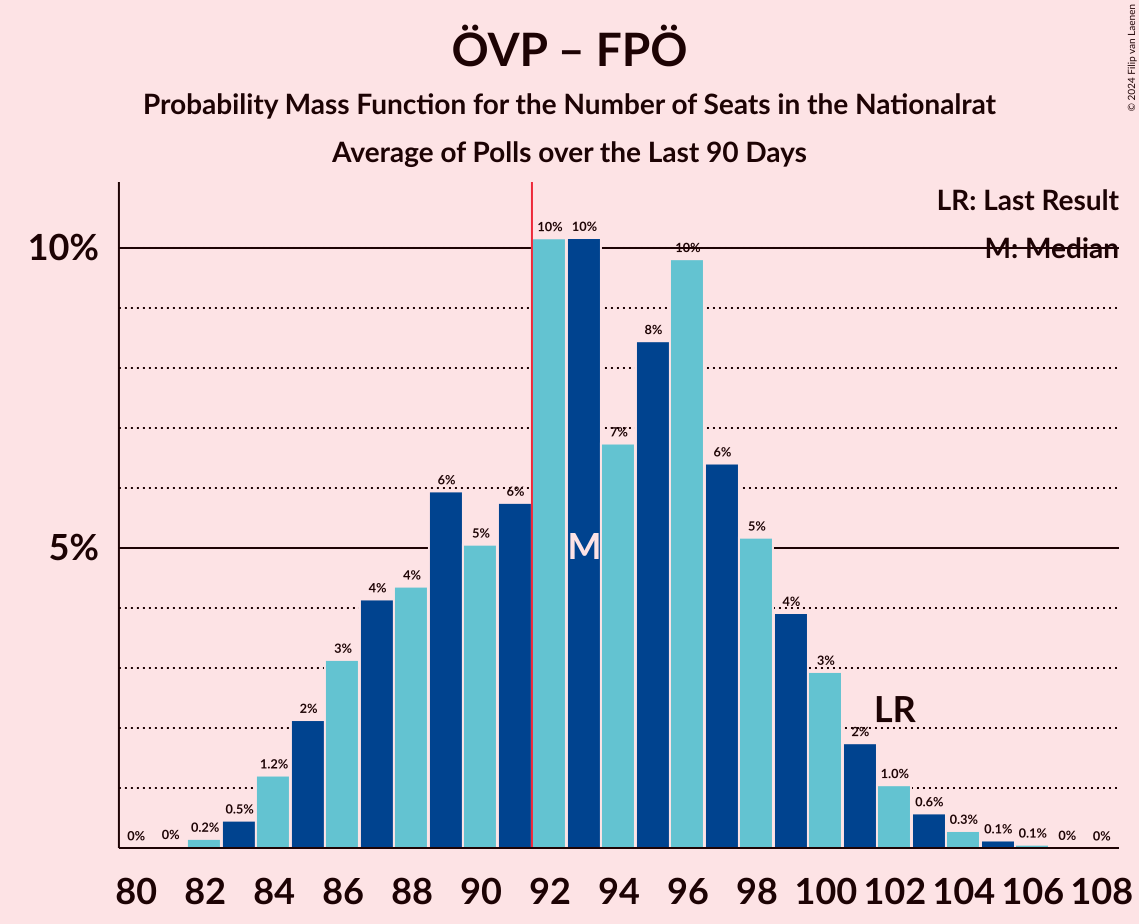 ÖVP – FPÖ
Probability Mass Function for the Number of Seats in the Nationalrat
Average of Polls over the Last 90 Days
© 2024 Filip van Laenen
LR: Last Result
M: Median
10%
5%
0% 0% 0.2% 0.5% 1.2% 2% 3% 4% 4% 6% 5% 6% 10% 10% 7% 8% 10% 6% 5% 4% 3% 2% 1.0% 0.6% 0.3% 0.1% 0.1% 0% 0%
M
LR
80 82 84 86 88 90 92 94 96 98 100 102 104 106 108